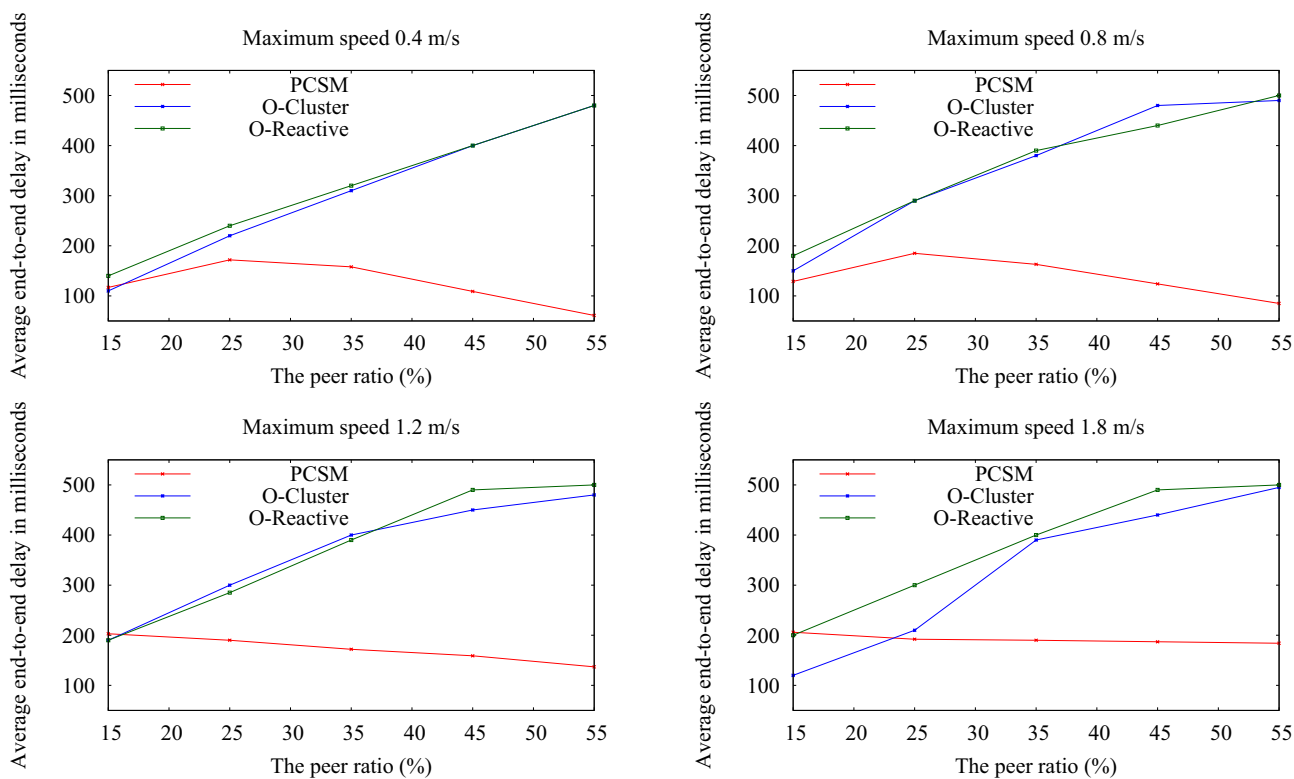 Maximum speed 0.4 m/s
Average end-to-end delay in milliseconds
PCSM
O-Cluster
O-Reactive
500
400
300
200
100
15 20 25 30 35 40 45 50 55
The peer ratio (%)
Maximum speed 0.8 m/s
Average end-to-end delay in milliseconds
PCSM
O-Cluster
O-Reactive
500
400
300
200
100
15 20 25 30 35 40 45 50 55
The peer ratio (%)
Maximum speed 1.2 m/s
Average end-to-end delay in milliseconds
PCSM
O-Cluster
O-Reactive
500
400
300
200
100
15 20 25 30 35 40 45 50 55
The peer ratio (%)
Maximum speed 1.8 m/s
Average end-to-end delay in milliseconds
PCSM
O-Cluster
O-Reactive
500
400
300
200
100
15 20 25 30 35 40 45 50 55
The peer ratio (%)